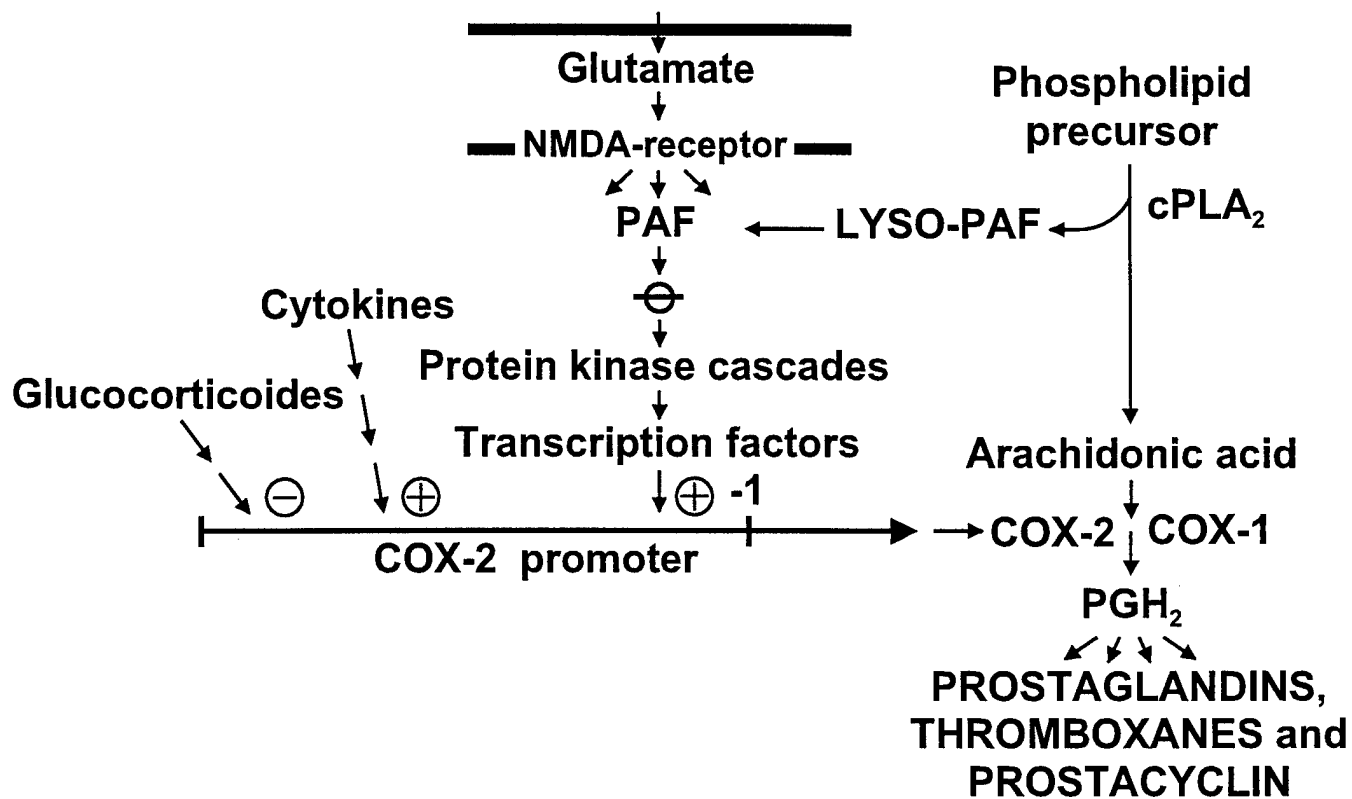 Glutamate
Phospholipid
precursor
NMDA-receptor
cPLA₂
PAF
LYSO-PAF
Cytokines
Protein kinase cascades
Glucocorticoides
Transcription factors
Arachidonic acid
⊖ ⊕ ⊕ -1
COX-2 COX-1
COX-2 promoter
PGH₂
PROSTAGLANDINS,
THROMBOXANES and
PROSTACYCLIN